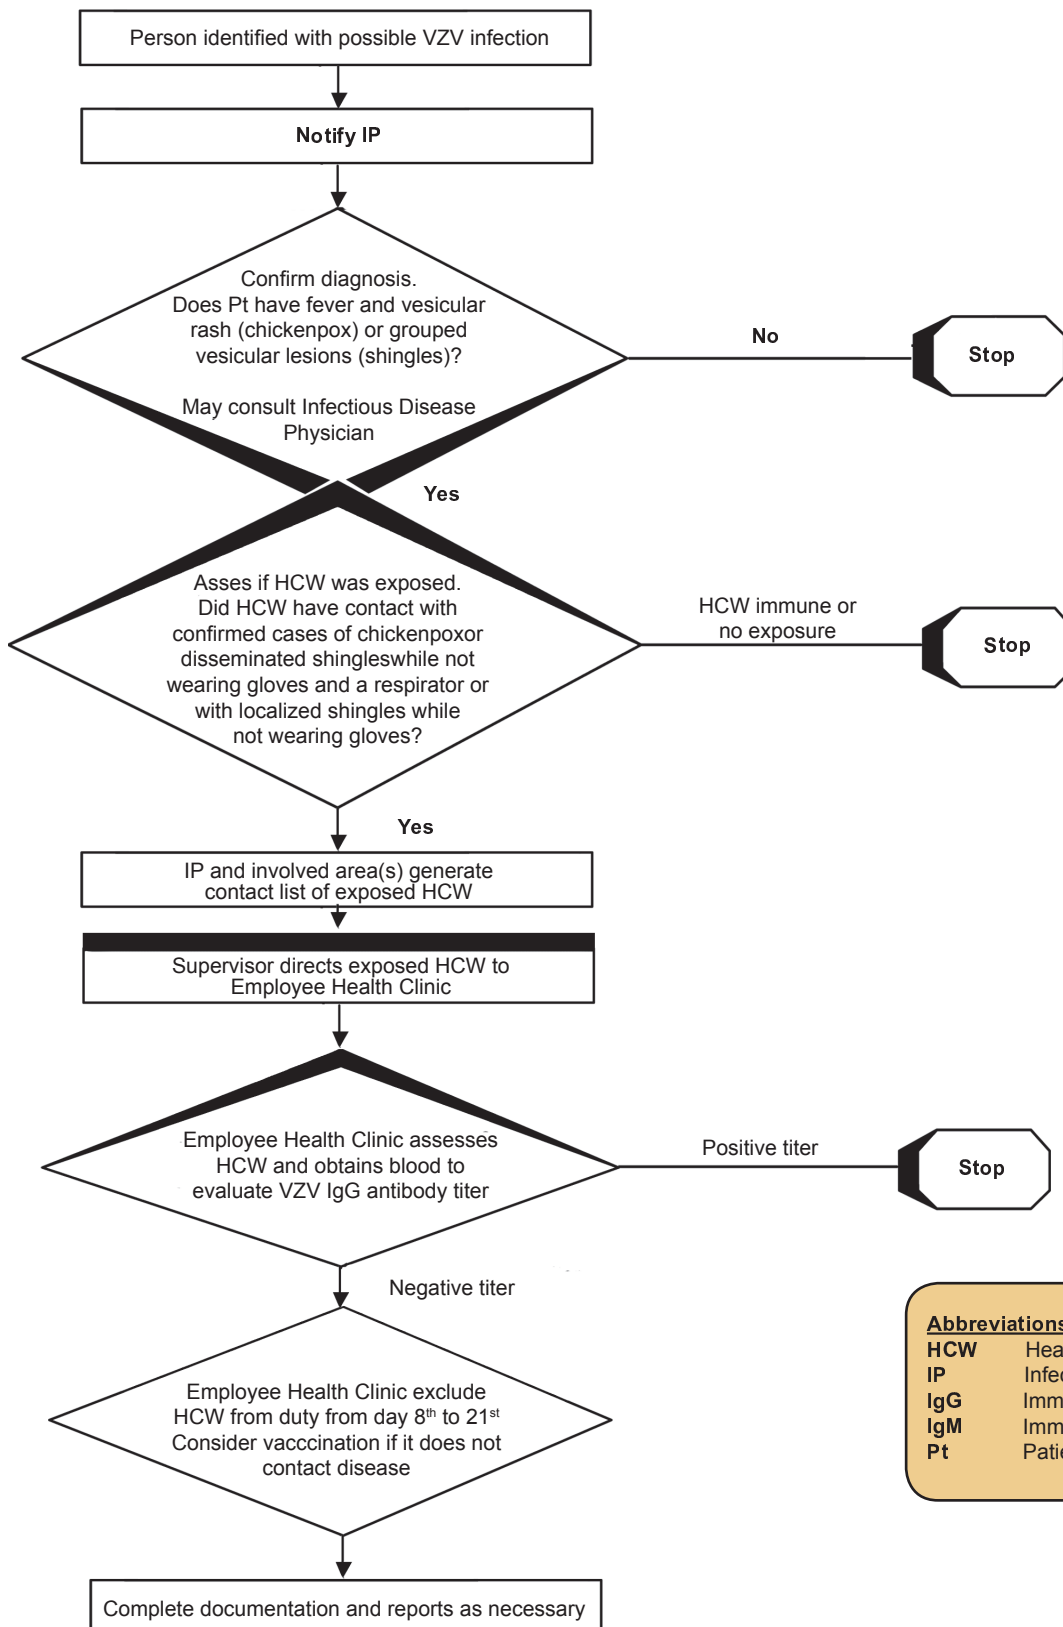 Person identified with possible VZV infection
Notify IP
Confirm diagnosis.
Does Pt have fever and vesicular
rash (chickenpox) or grouped
vesicular lesions (shingles)?
May consult Infectious Disease
Physician
No
Stop
Yes
Asses if HCW was exposed.
Did HCW have contact with
confirmed cases of chickenpoxor
disseminated shingleswhile not
wearing gloves and a respirator or
with localized shingles while
not wearing gloves?
HCW immune or
no exposure
Stop
Yes
IP and involved area(s) generate
contact list of exposed HCW
Supervisor directs exposed HCW to
Employee Health Clinic
Employee Health Clinic assesses
HCW and obtains blood to
evaluate VZV IgG antibody titer
Positive titer
Stop
Negative titer
Employee Health Clinic exclude
HCW from duty from day 8th to 21st
Consider vacccination if it does not
contact disease
Complete documentation and reports as necessary
Abbreviations
HCW
IP
IgG
IgM
Pt